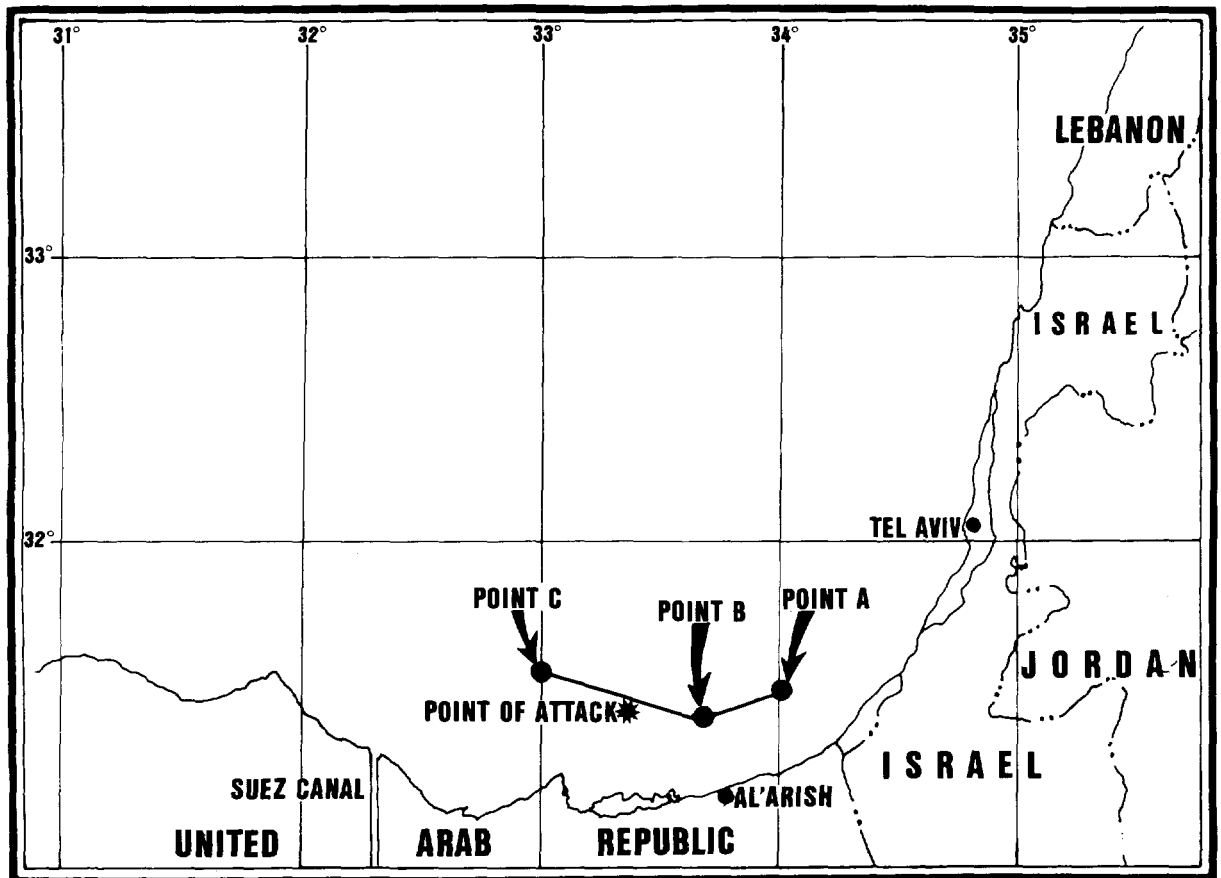 31° 32° 33° 34° 35°
LEBANON
33°
ISRAEL
TEL AVIV
32°
POINT C
POINT B
POINT A
JORDAN
POINT OF ATTACK
ISRAEL
SUEZ CANAL
AL'ARISH
UNITED ARAB REPUBLIC